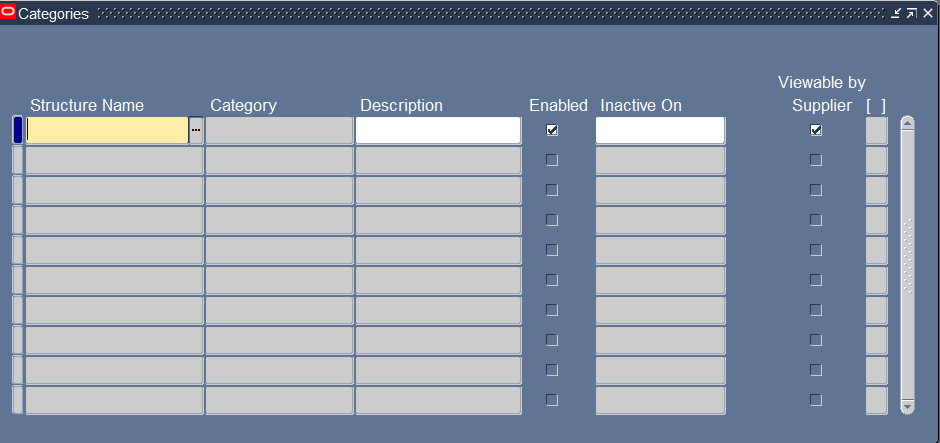 Categories
Viewable by
Structure Name Category Description Enabled Inactive On Supplier [ ]
...